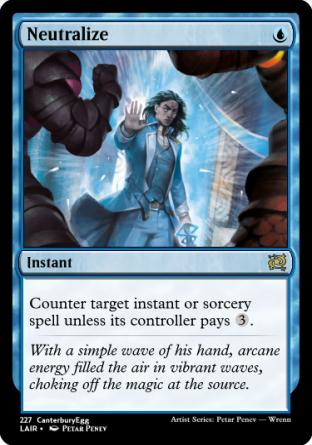 Neutralize
Instant
Counter target instant or sorcery
spell unless its controller pays 3.
With a simple wave of his hand, arcane
energy filled the air in vibrant waves,
choking off the magic at the source.
227 CanterburyEgg
LAIR • Petar Penev
Artist Series: Petar Penev — Wrenn